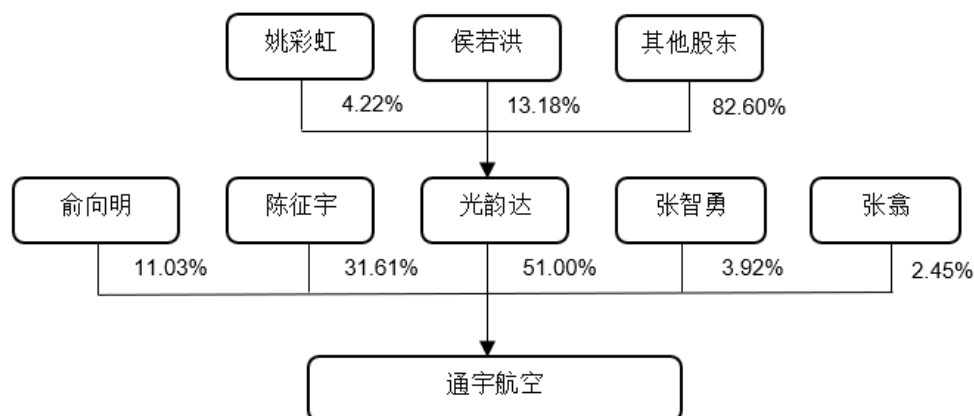 姚彩虹 侯若洪 其他股东
4.22% 13.18% 82.60%
俞向明 陈征宇 光韵达 张智勇 张翕
11.03% 31.61% 51.00% 3.92% 2.45%
通宇航空